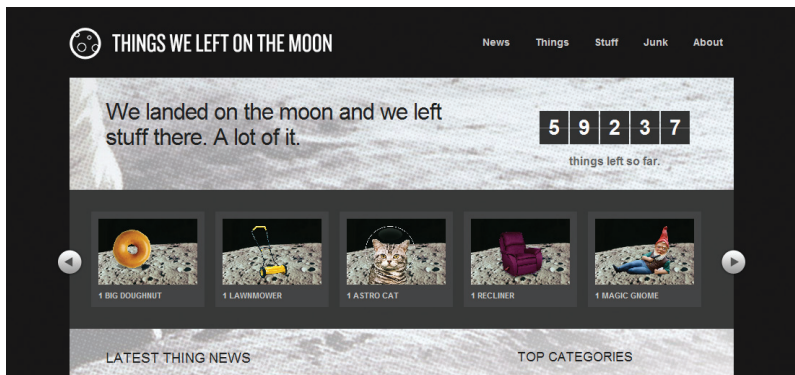 THINGS WE LEFT ON THE MOON
News Things Stuff Junk About
We landed on the moon and we left
stuff there. A lot of it.
5 9 2 3 7
things left so far.
1 BIG DOUGHNUT
1 LAWNMOWER
1 ASTRO CAT
1 RECLINER
1 MAGIC GNOME
LATEST THING NEWS
TOP CATEGORIES